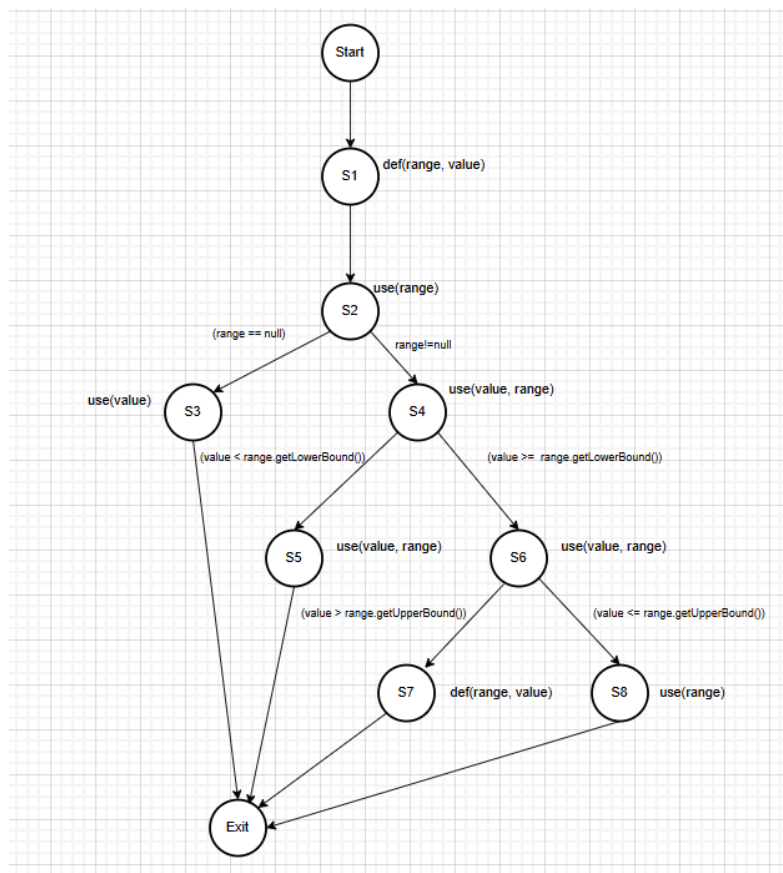 Start
S1
def(range, value)
use(range)
S2
(range == null)
range!=null
use(value)
S3
S4
use(value, range)
(value < range.getLowerBound())
(value >=  range.getLowerBound())
S5
use(value, range)
S6
use(value, range)
(value > range.getUpperBound())
(value <= range.getUpperBound())
S7
def(range, value)
S8
use(range)
Exit